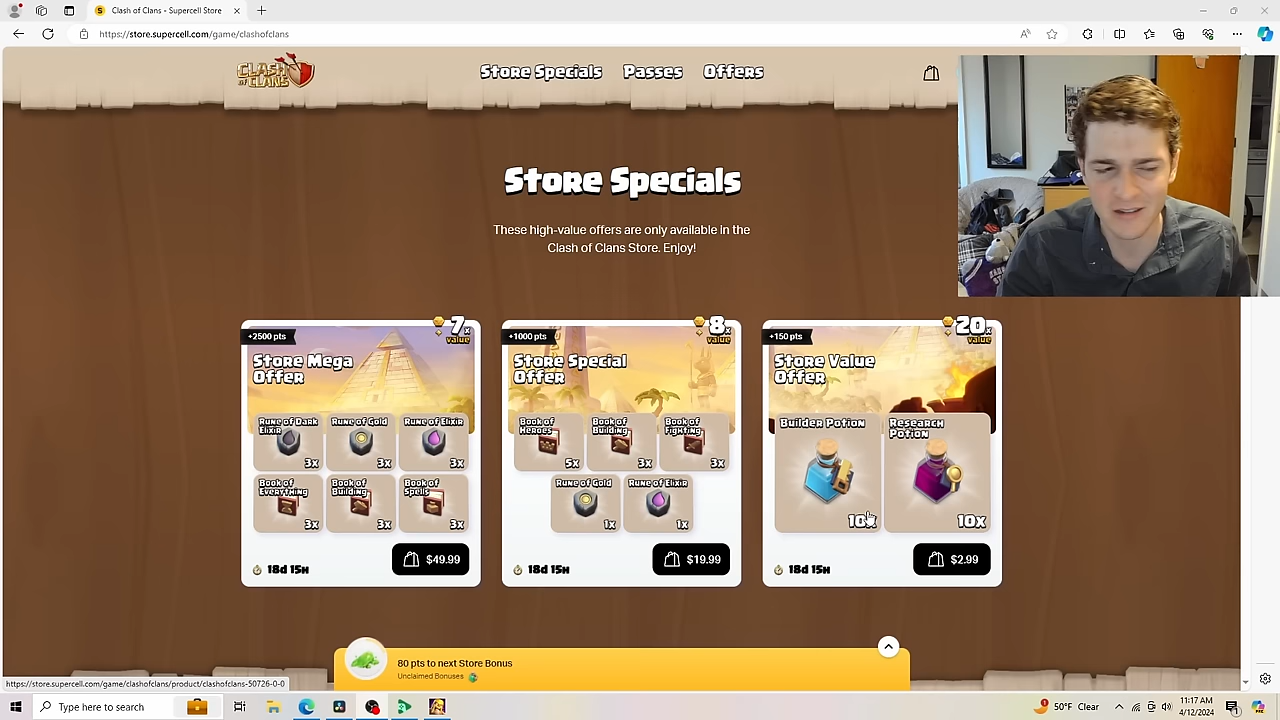 Clash of Clans • Supercell Store
https://store.supercell.com/game/clashofclans
CLASH OF CLANS
Store Specials
Passes
Offers
Store Specials
These high-value offers are only available in the
Clash of Clans Store. Enjoy!
+2500 pts
7x
value
Store Mega
Offer
Rune of Dark
Elixir
3x
Rune of Gold
3x
Rune of Elixir
3x
Book of
Everything
3x
Book of
Building
3x
Book of
Spells
3x
18d 15h
$49.99
+1000 pts
8x
value
Store Special
Offer
Book of
Heroes
5x
Book of
Building
3x
Book of
Fighting
3x
Rune of Gold
1x
Rune of Elixir
1x
18d 15h
$19.99
+150 pts
20x
value
Store Value
Offer
Builder Potion
10x
Research
Potion
10x
18d 15h
$2.99
80 pts to next Store Bonus
Unclaimed Bonuses
https://store.supercell.com/game/clashofclans/product/clashofclans-50726-0-0
Type here to search
50°F Clear
11:17 AM
4/12/2024